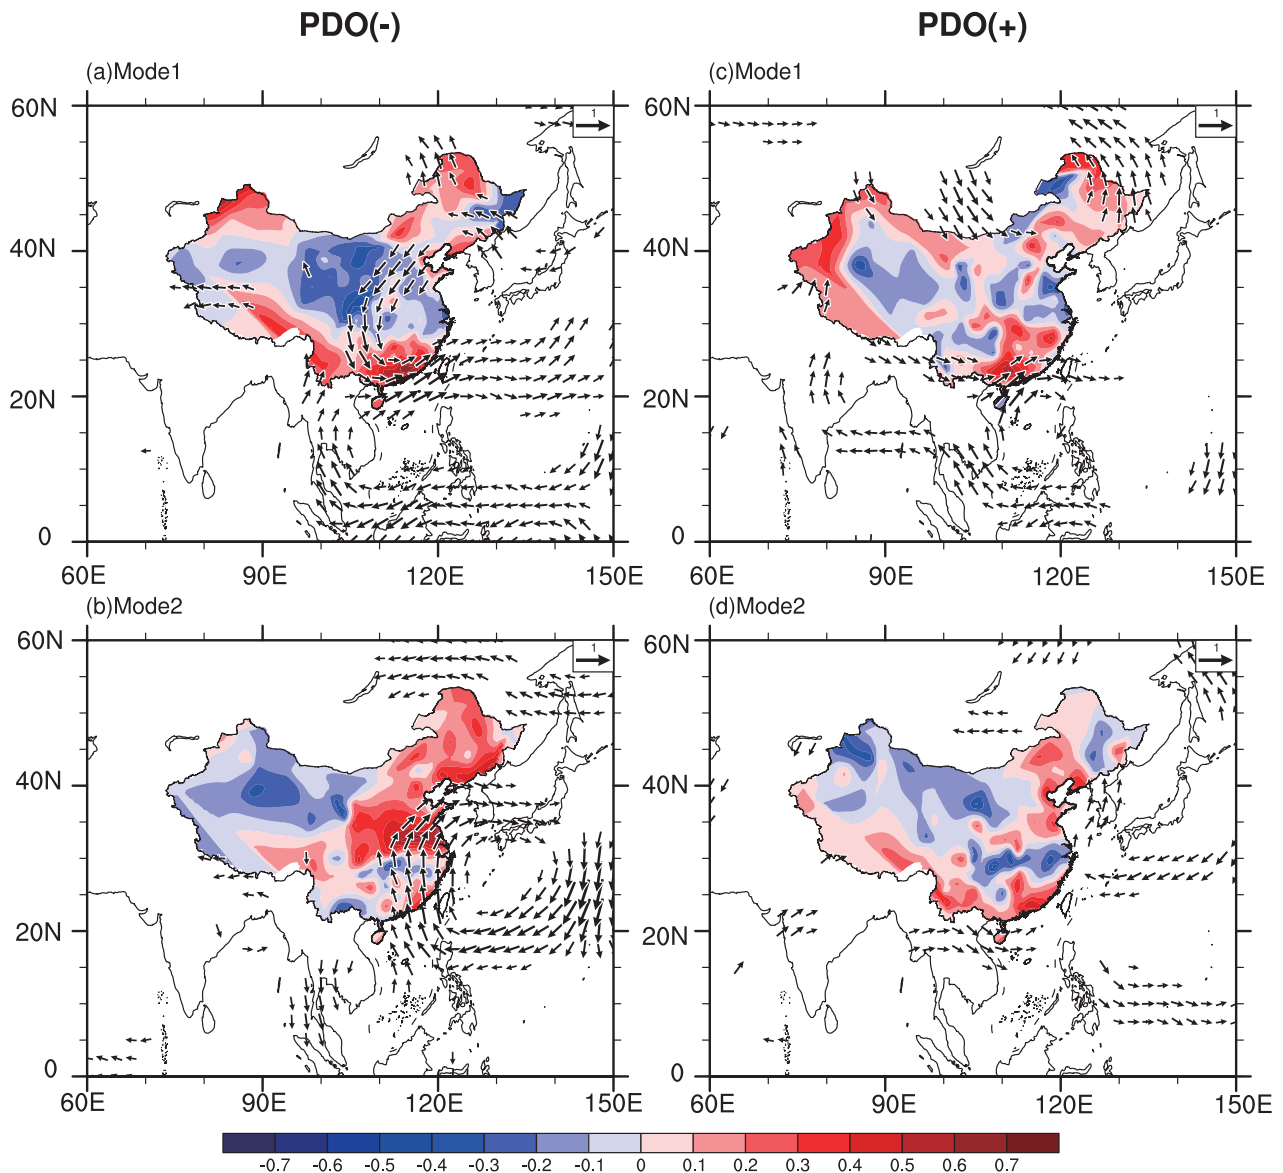 PDO(-) PDO(+)
(a)Mode1 (c)Mode1
60N 1 60N 1
40N 40N
20N 20N
0 0
60E 90E 120E 150E 60E 90E 120E 150E
(b)Mode2 (d)Mode2
60N 1 60N 1
40N 40N
20N 20N
0 0
60E 90E 120E 150E 60E 90E 120E 150E
-0.7 -0.6 -0.5 -0.4 -0.3 -0.2 -0.1 0 0.1 0.2 0.3 0.4 0.5 0.6 0.7